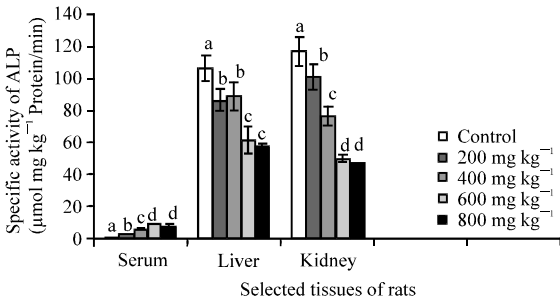 Specific activity of ALP
(µmol mg kg⁻¹ Protein/min)
140
120
100
80
60
40
20
0
a b c d d
a b b c c
a b c d d
Serum Liver Kidney
Selected tissues of rats
Control
200 mg kg⁻¹
400 mg kg⁻¹
600 mg kg⁻¹
800 mg kg⁻¹